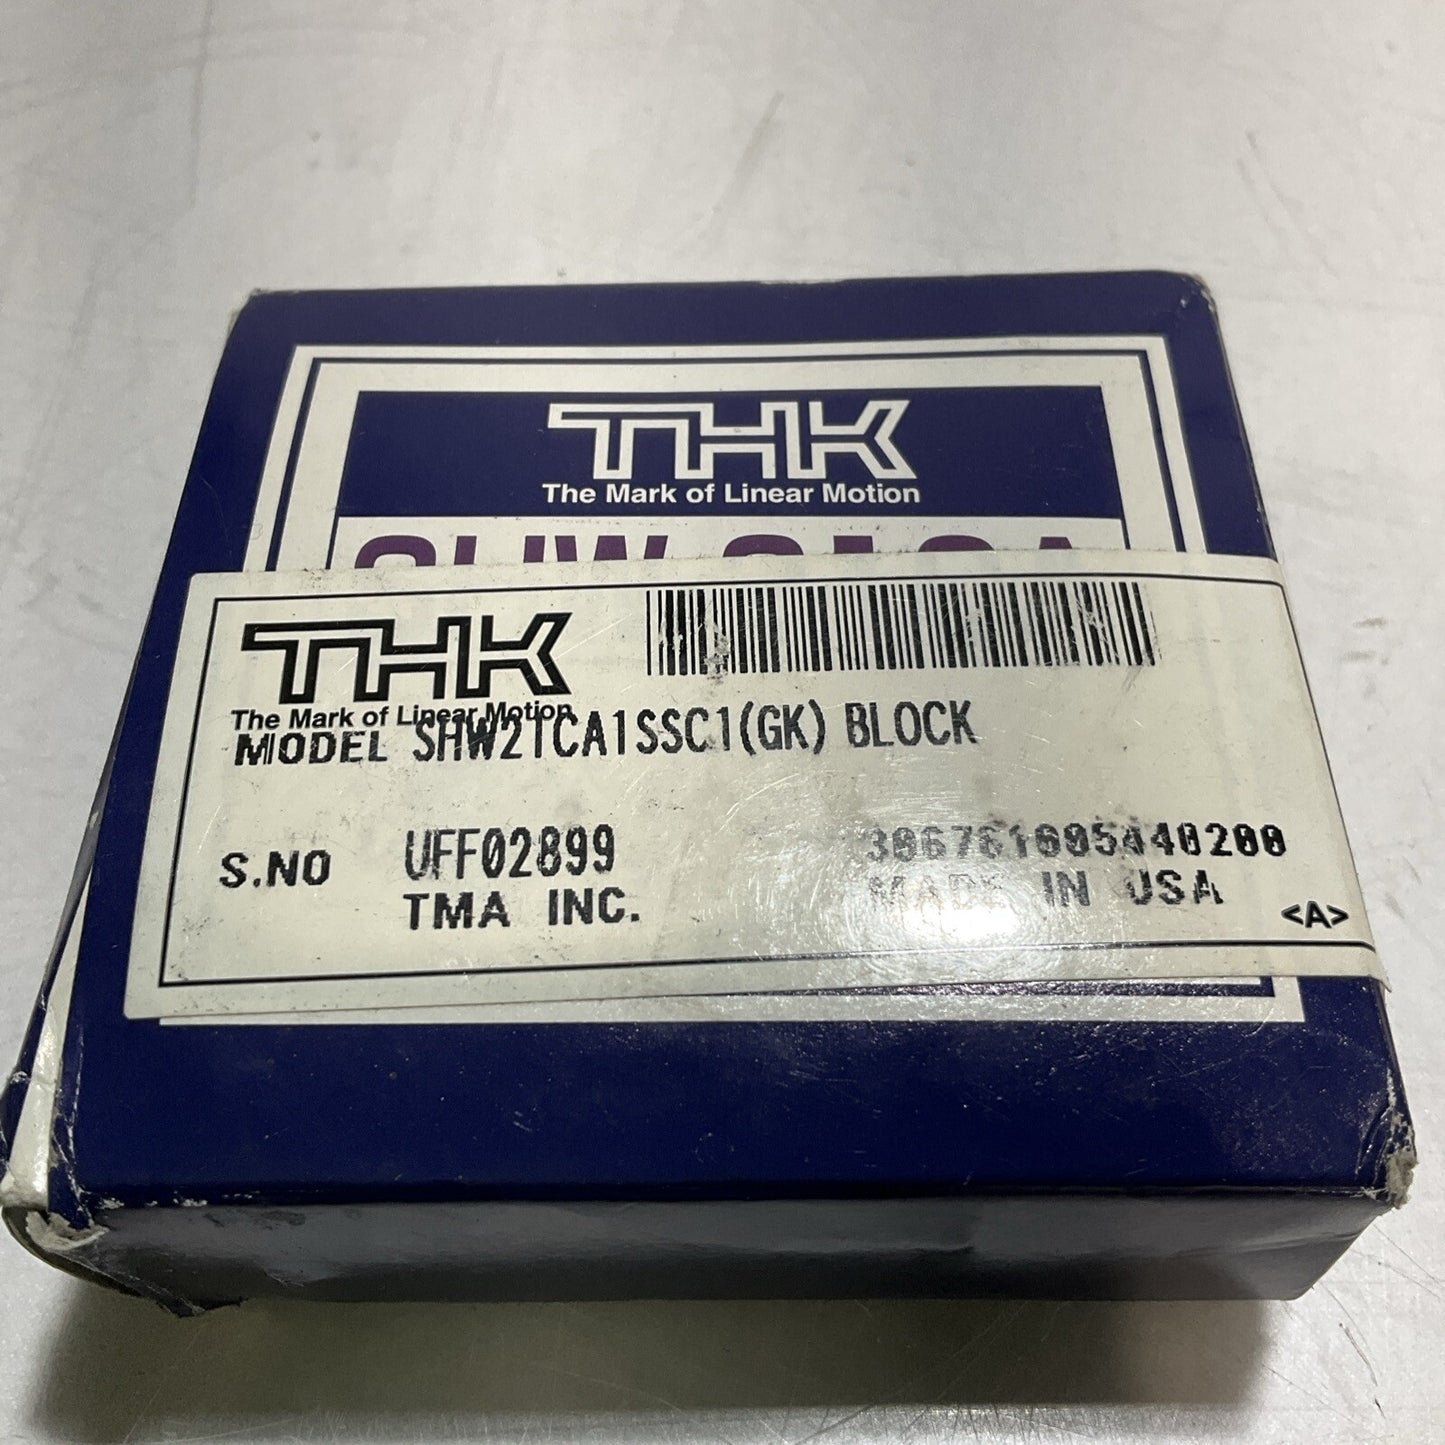 THK
The Mark of Linear Motion
THK
The Mark of Linear Motion
MODEL SHW21CA1SSC1(GK) BLOCK
S.NO UFF02899
TMA INC.
MADE IN USA
<A>